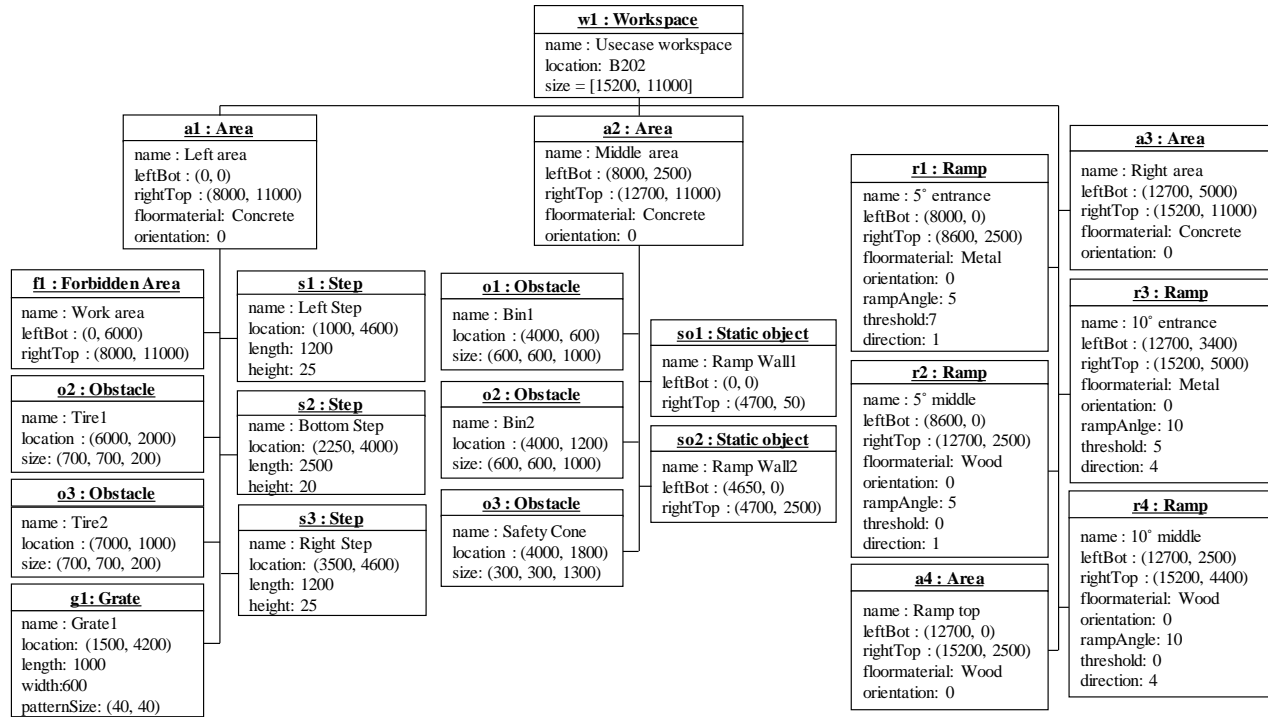 w1 : Workspace
name : Usecase workspace
location: B202
size = [15200, 11000]
a1 : Area
name : Left area
leftBot : (0, 0)
rightTop : (8000, 11000)
floormaterial: Concrete
orientation: 0
a2 : Area
name : Middle area
leftBot : (8000, 2500)
rightTop : (12700, 11000)
floormaterial: Concrete
orientation: 0
a3 : Area
name : Right area
leftBot : (12700, 5000)
rightTop : (15200, 11000)
floormaterial: Concrete
orientation: 0
f1 : Forbidden Area
name : Work area
leftBot : (0, 6000)
rightTop : (8000, 11000)
o2 : Obstacle
name : Tire1
location : (6000, 2000)
size: (700, 700, 200)
o3 : Obstacle
name : Tire2
location : (7000, 1000)
size: (700, 700, 200)
g1: Grate
name : Grate1
location: (1500, 4200)
length: 1000
width:600
patternSize: (40, 40)
s1 : Step
name : Left Step
location: (1000, 4600)
length: 1200
height: 25
s2 : Step
name : Bottom Step
location: (2250, 4000)
length: 2500
height: 20
s3 : Step
name : Right Step
location: (3500, 4600)
length: 1200
height: 25
o1 : Obstacle
name : Bin1
location : (4000, 600)
size: (600, 600, 1000)
o2 : Obstacle
name : Bin2
location : (4000, 1200)
size: (600, 600, 1000)
o3 : Obstacle
name : Safety Cone
location : (4000, 1800)
size: (300, 300, 1300)
so1 : Static object
name : Ramp Wall1
leftBot : (0, 0)
rightTop : (4700, 50)
so2 : Static object
name : Ramp Wall2
leftBot : (4650, 0)
rightTop : (4700, 2500)
r1 : Ramp
name : 5˚ entrance
leftBot : (8000, 0)
rightTop : (8600, 2500)
floormaterial: Metal
orientation: 0
rampAngle: 5
threshold:7
direction: 1
r2 : Ramp
name : 5˚ middle
leftBot : (8600, 0)
rightTop : (12700, 2500)
floormaterial: Wood
orientation: 0
rampAngle: 5
threshold: 0
direction: 1
a4 : Area
name : Ramp top
leftBot : (12700, 0)
rightTop : (15200, 2500)
floormaterial: Wood
orientation: 0
r3 : Ramp
name : 10˚ entrance
leftBot : (12700, 3400)
rightTop : (15200, 5000)
floormaterial: Metal
orientation: 0
rampAnlge: 10
threshold: 5
direction: 4
r4 : Ramp
name : 10˚ middle
leftBot : (12700, 2500)
rightTop : (15200, 4400)
floormaterial: Wood
orientation: 0
rampAngle: 10
threshold: 0
direction: 4